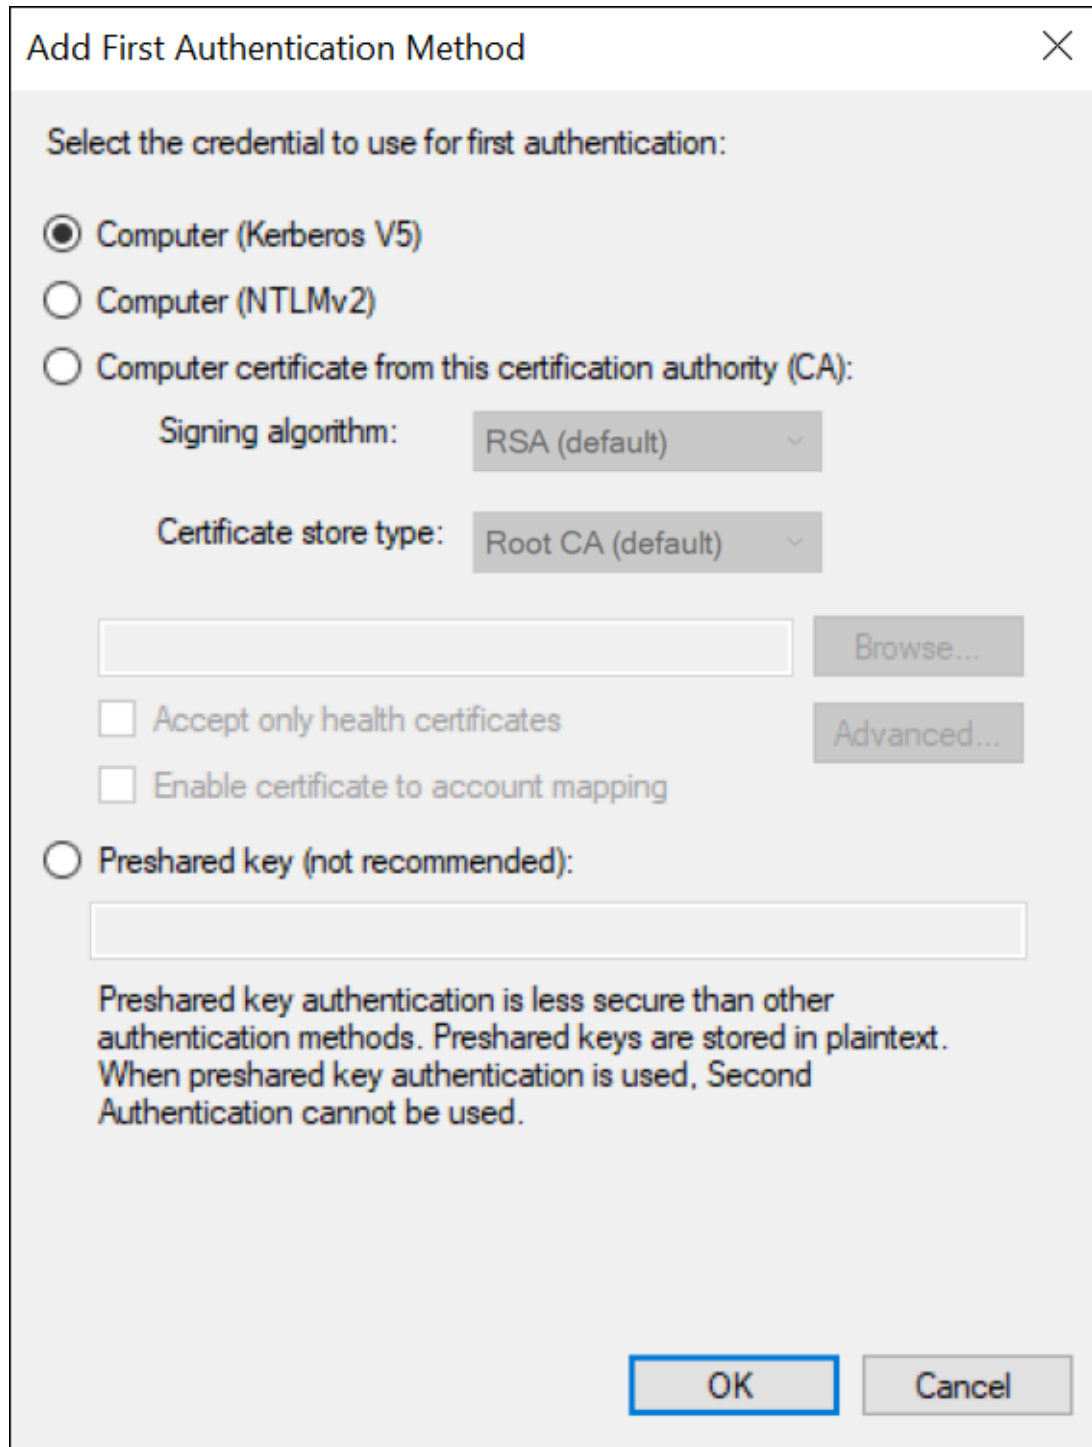 Add First Authentication Method
Select the credential to use for first authentication:
Computer (Kerberos V5)
Computer (NTLMv2)
Computer certificate from this certification authority (CA):
Signing algorithm:
RSA (default)
Certificate store type:
Root CA (default)
Browse...
Accept only health certificates
Advanced...
Enable certificate to account mapping
Preshared key (not recommended):
Preshared key authentication is less secure than other
authentication methods. Preshared keys are stored in plaintext.
When preshared key authentication is used, Second
Authentication cannot be used.
OK
Cancel